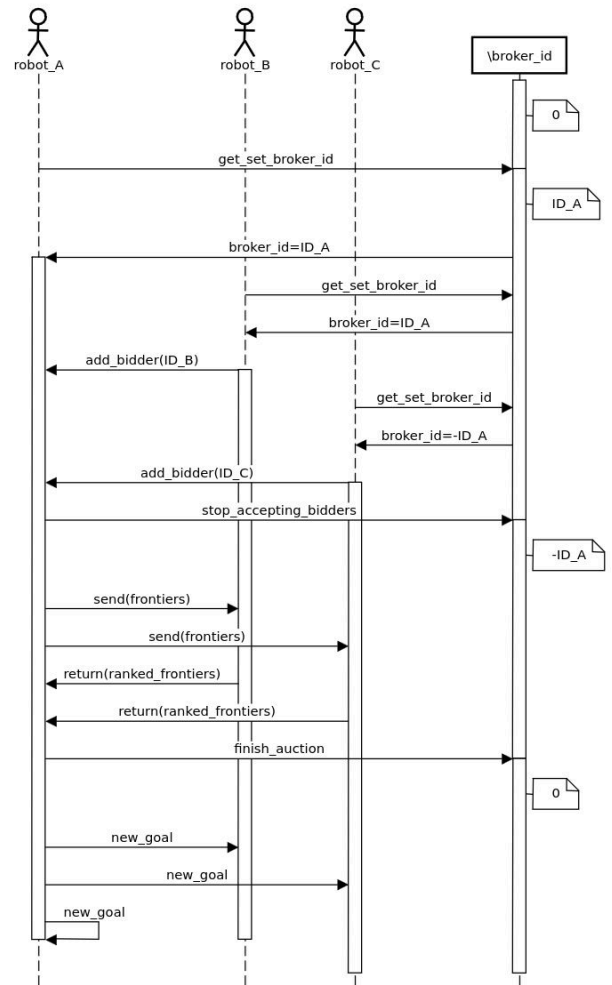 robot_A
robot_B
robot_C
\broker_id
0
get_set_broker_id
ID_A
broker_id=ID_A
get_set_broker_id
broker_id=ID_A
add_bidder(ID_B)
get_set_broker_id
broker_id=-ID_A
add_bidder(ID_C)
stop_accepting_bidders
-ID_A
send(frontiers)
send(frontiers)
return(ranked_frontiers)
return(ranked_frontiers)
finish_auction
0
new_goal
new_goal
new_goal